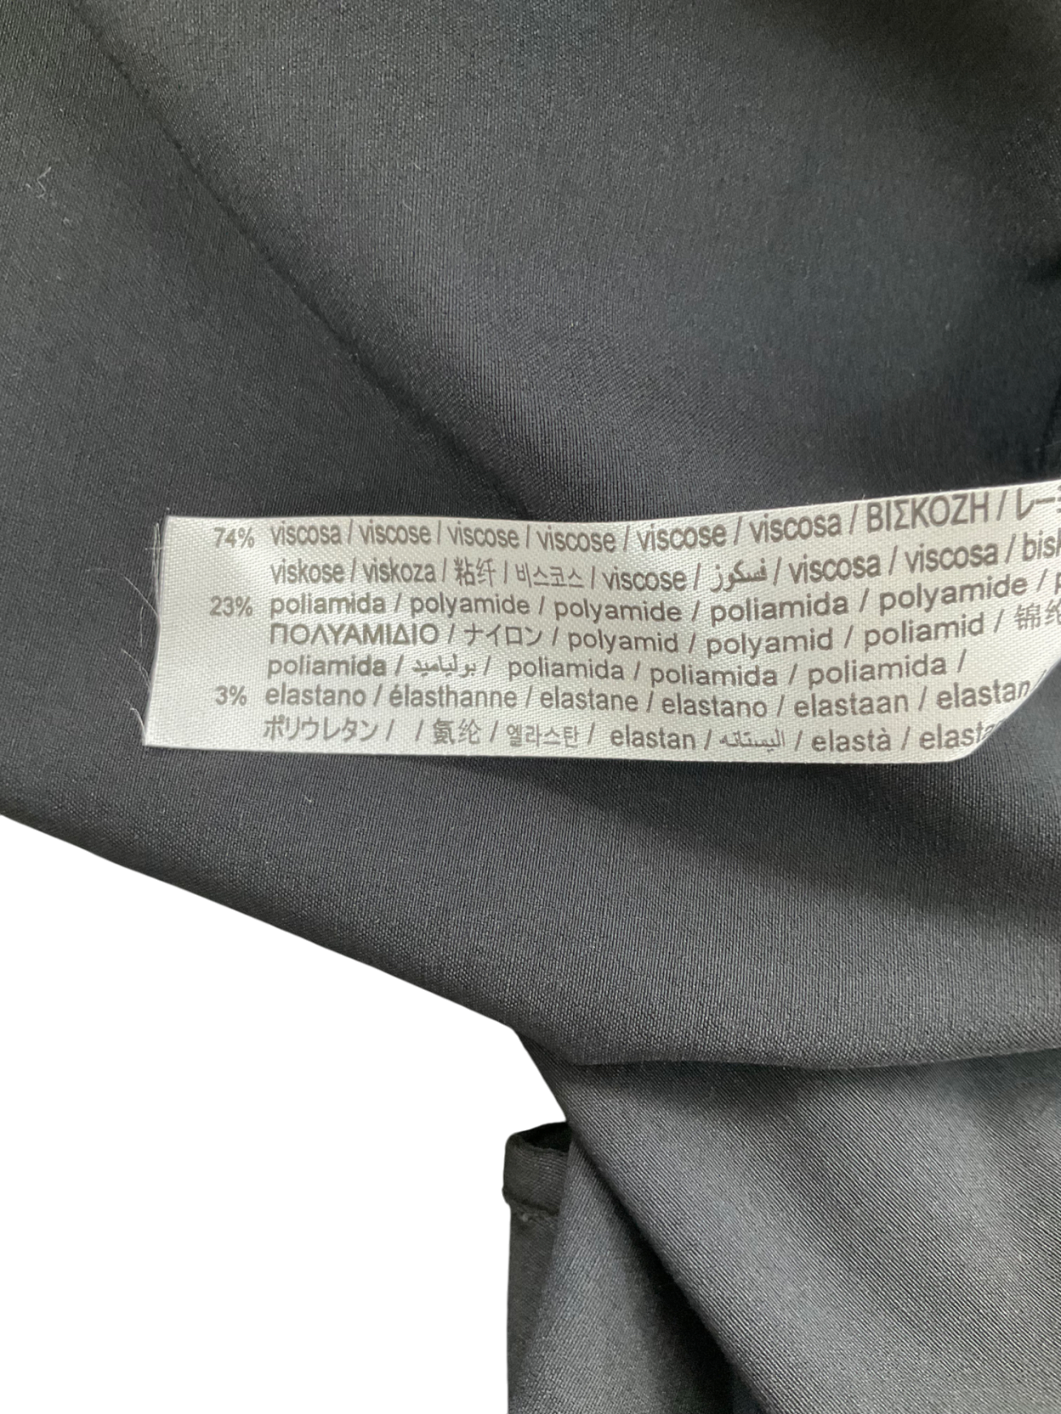 74% viscosa / viscose / viscose / viscose / viscose / viscosa / ΒΙΣΚΟΖΗ /
viskose / viskoza / 粘纤 / 비스코스 / viscose / فسكوز / viscosa / viscosa /
23% poliamida / polyamide / polyamide / poliamida / polyamide /
ΠΟΛΥΑΜΙΔΙΟ / ナイロン / polyamid / polyamid / poliamid /
poliamida / بولياميد / poliamida / poliamida / poliamida /
3% elastano / élasthanne / elastane / elastano / elastaan / elastan
ポリウレタン / / 氨纶 / 엘라스탄 / elastan / اليستانه / elastà /